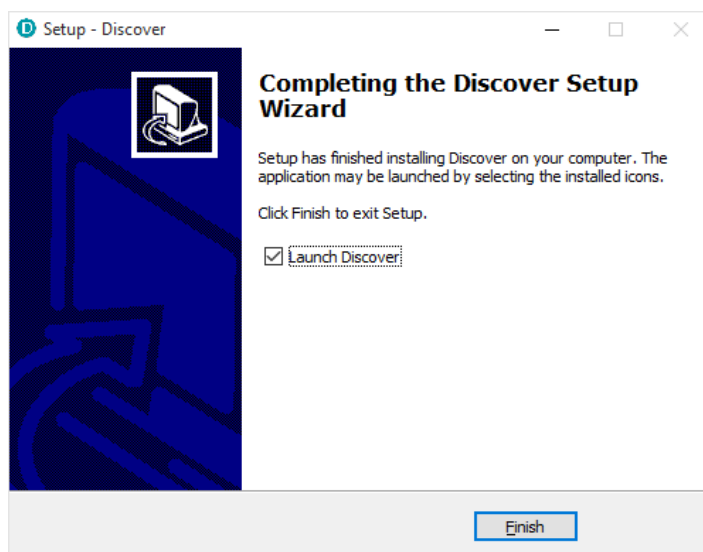 Setup - Discover
Completing the Discover Setup
Wizard
Setup has finished installing Discover on your computer. The
application may be launched by selecting the installed icons.
Click Finish to exit Setup.
Launch Discover
Finish